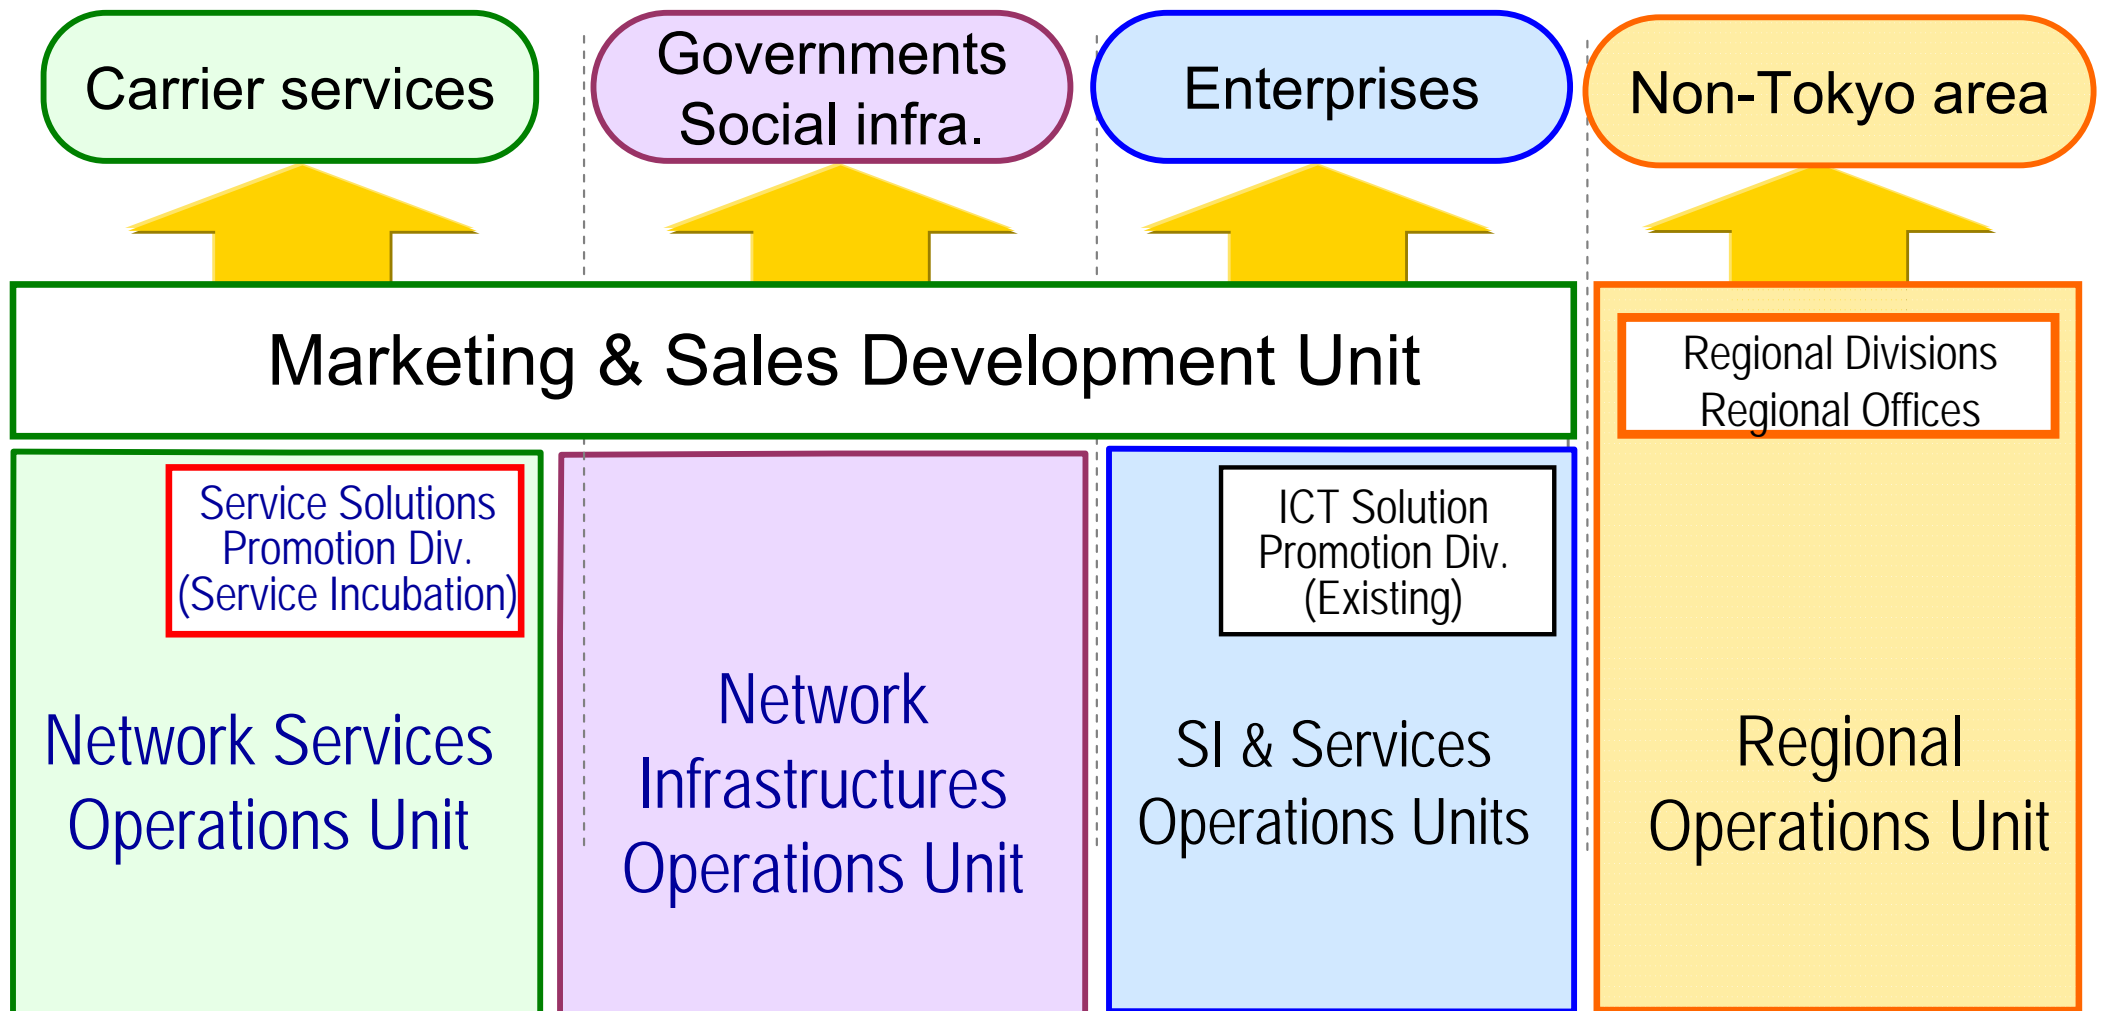 Carrier services
Governments
Social infra.
Enterprises
Non-Tokyo area
Marketing & Sales Development Unit
Regional Divisions
Regional Offices
Service Solutions
Promotion Div.
(Service Incubation)
ICT Solution
Promotion Div.
(Existing)
Network Services
Operations Unit
Network
Infrastructures
Operations Unit
SI & Services
Operations Units
Regional
Operations Unit